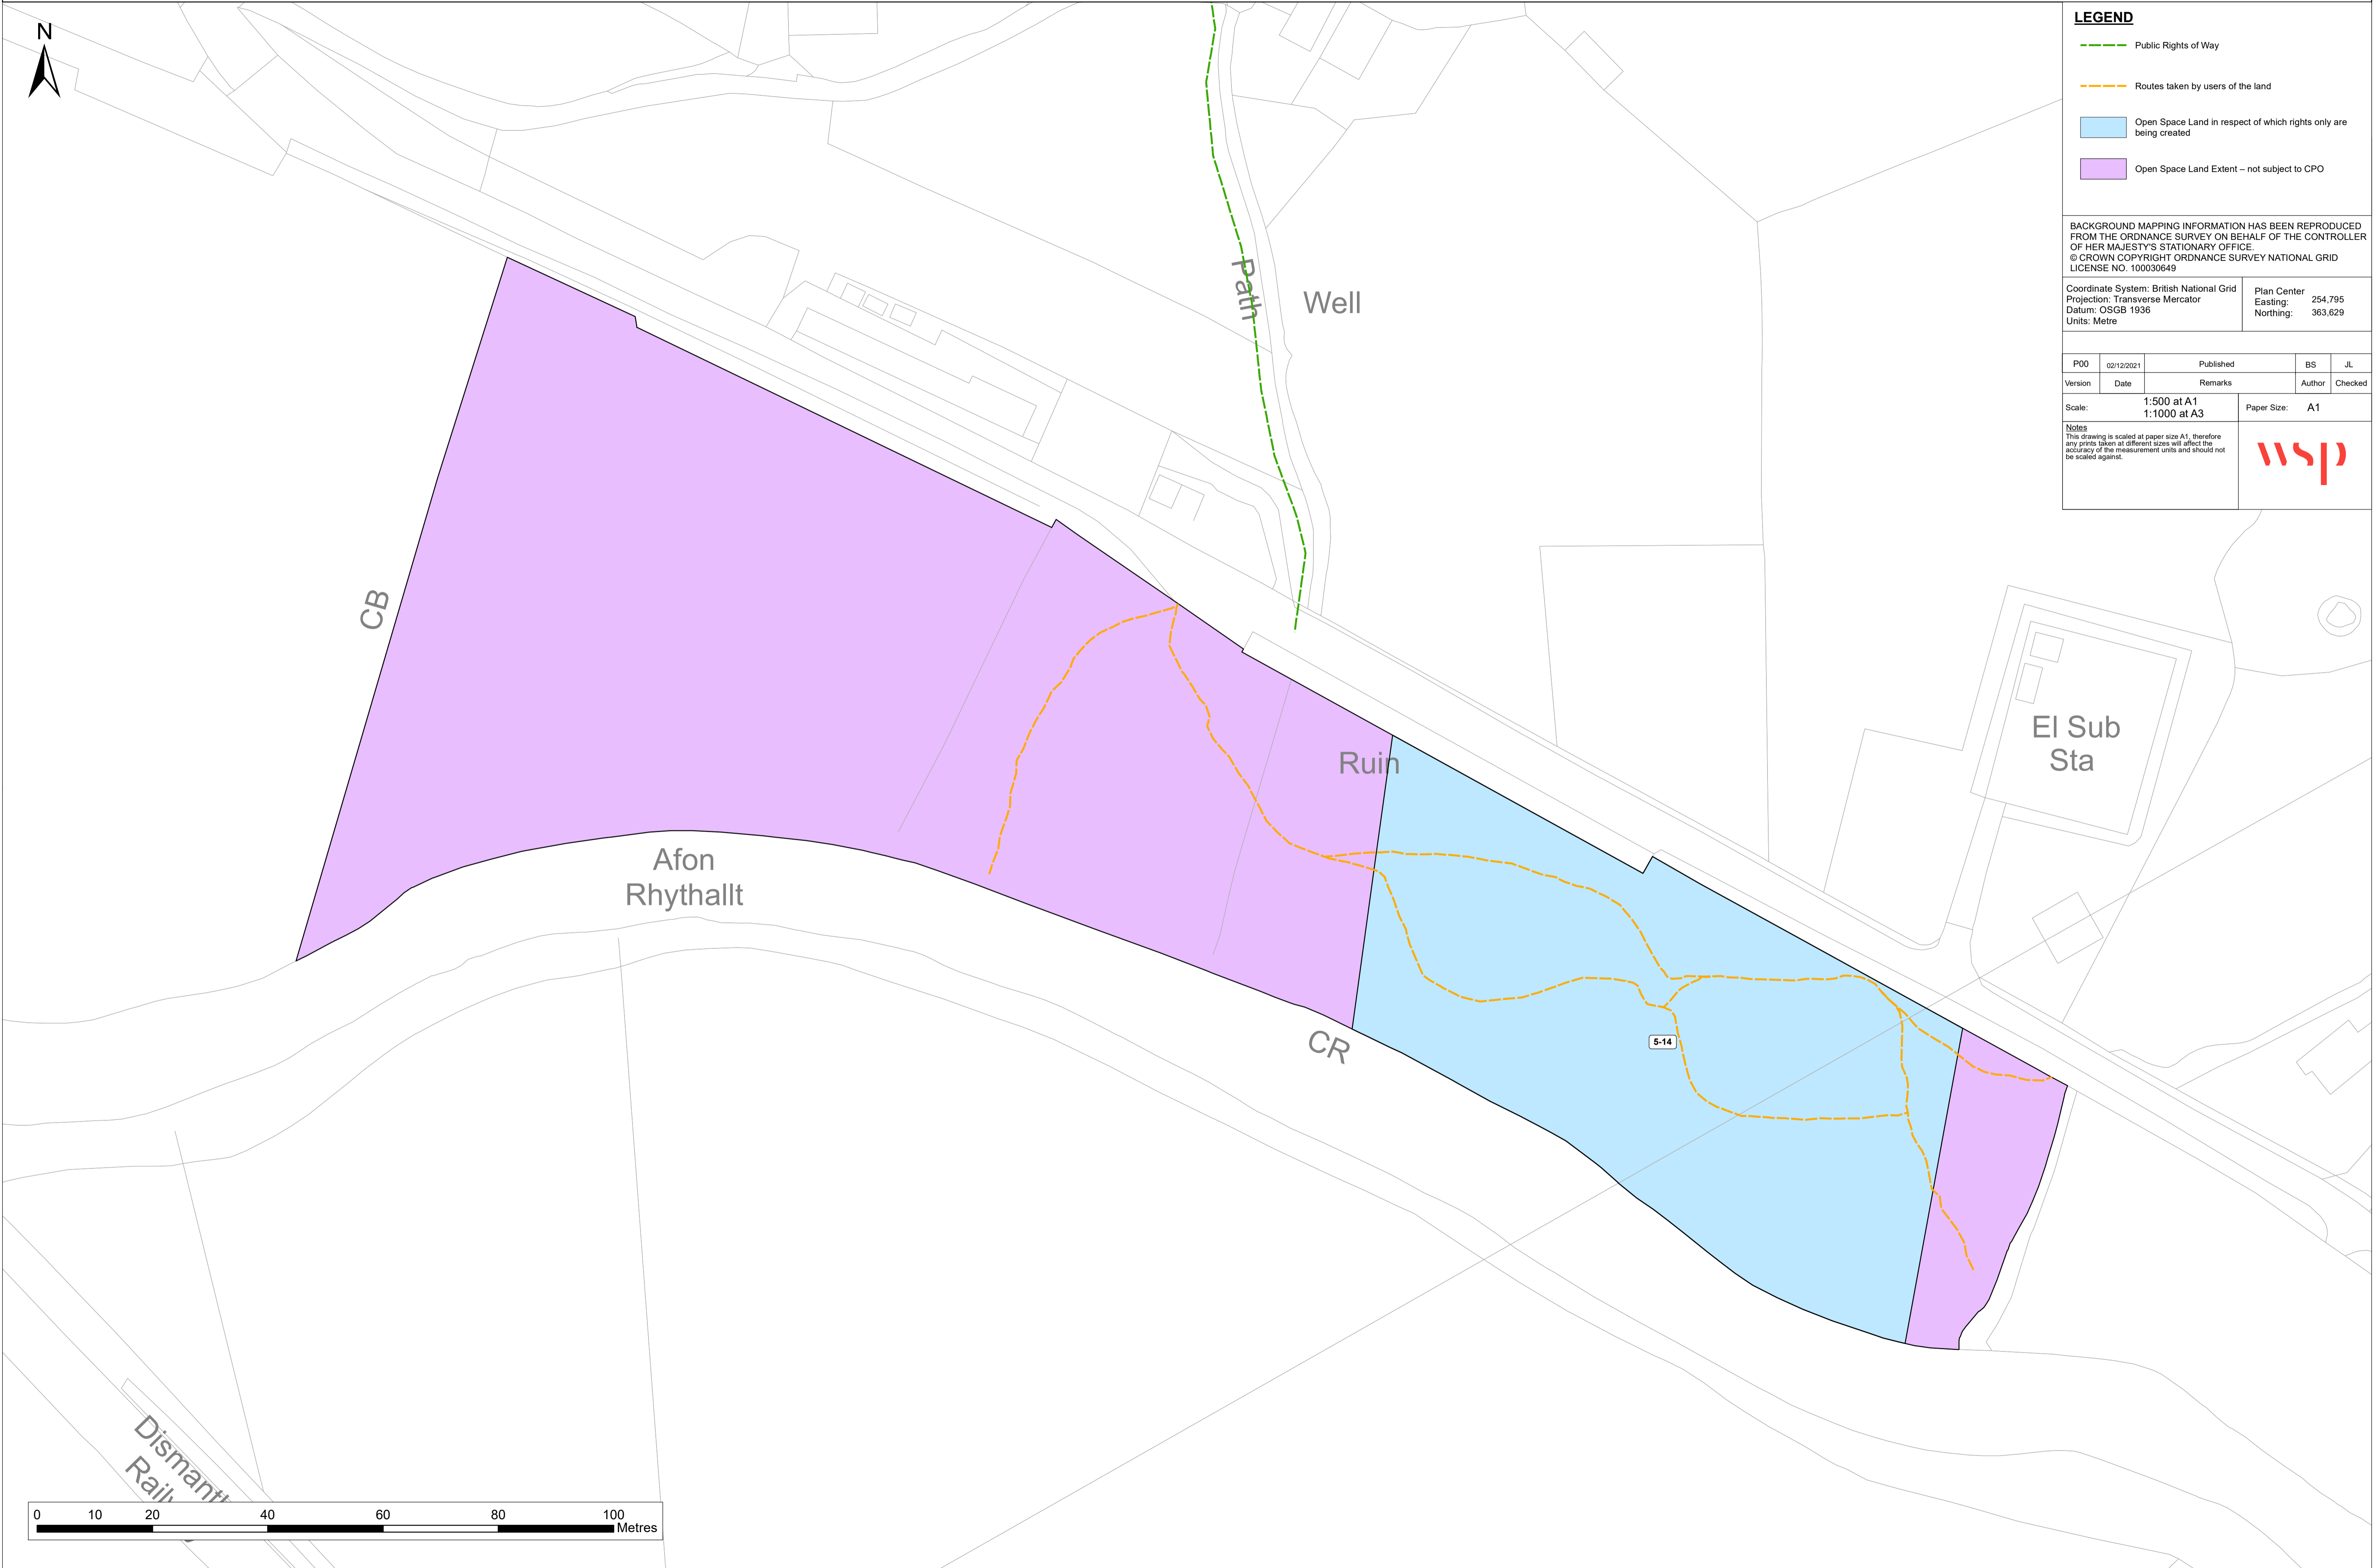 N
LEGEND
Public Rights of Way
Routes taken by users of the land
Open Space Land in respect of which rights only are
being created
Open Space Land Extent – not subject to CPO
BACKGROUND MAPPING INFORMATION HAS BEEN REPRODUCED
FROM THE ORDNANCE SURVEY ON BEHALF OF THE CONTROLLER
OF HER MAJESTY'S STATIONARY OFFICE.
© CROWN COPYRIGHT ORDNANCE SURVEY NATIONAL GRID
LICENSE NO. 100030649
Coordinate System: British National Grid
Projection: Transverse Mercator
Datum: OSGB 1936
Units: Metre
Plan Center
Easting: 254,795
Northing: 363,629
P00 02/12/2021 Published BS JL
Version Date Remarks Author Checked
Scale: 1:500 at A1
1:1000 at A3
Paper Size: A1
Notes
This drawing is scaled at paper size A1, therefore
any prints taken at different sizes will affect the
accuracy of the measurement units and should not
be scaled against.
wsp
Path
Well
CB
Ruin
El Sub
Sta
Afon
Rhythallt
CR
5-14
0 10 20 40 60 80 100
Metres